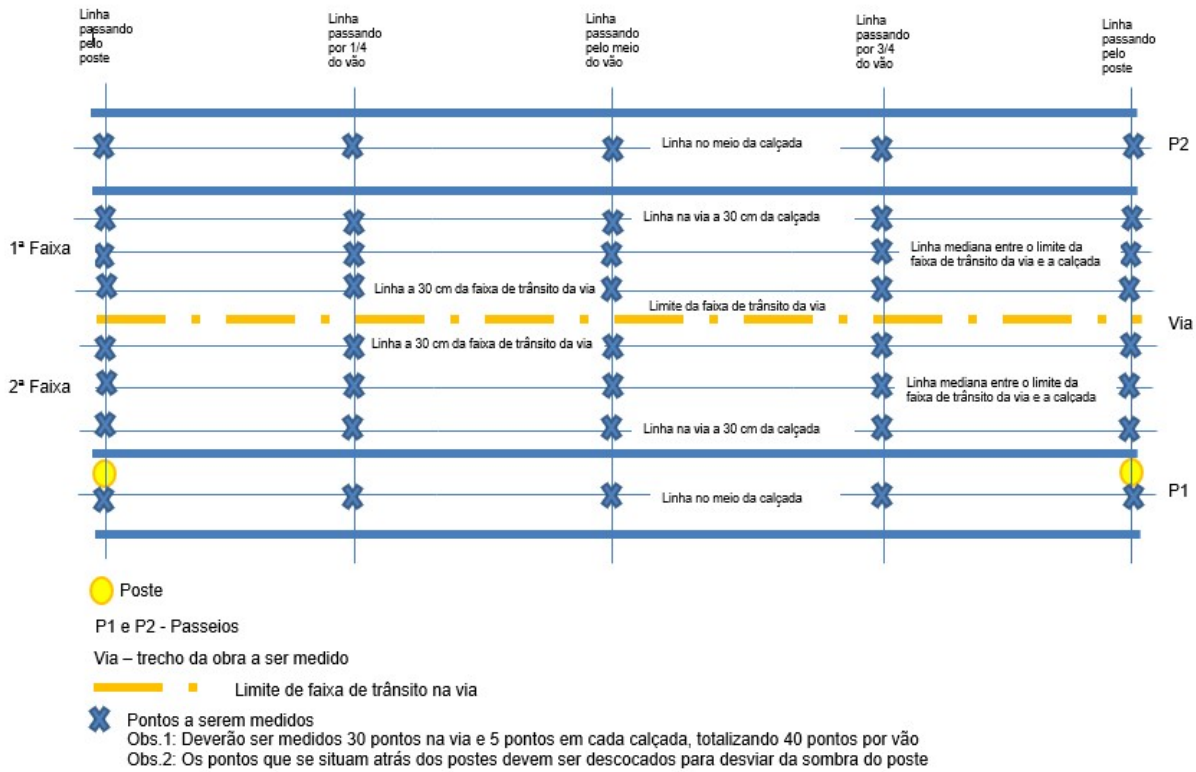 Linha
passando
pelo
poste
Linha
passando
por 1/4
do vão
Linha
passando
pelo meio
do vão
Linha
passando
por 3/4
do vão
Linha
passando
pelo
poste
Linha no meio da calçada
P2
Linha na via a 30 cm da calçada
1ª Faixa
Linha mediana entre o limite da
faixa de trânsito da via e a calçada
Linha a 30 cm da faixa de trânsito da via
Limite da faixa de trânsito da via
Via
Linha a 30 cm da faixa de trânsito da via
2ª Faixa
Linha mediana entre o limite da
faixa de trânsito da via e a calçada
Linha na via a 30 cm da calçada
Linha no meio da calçada
P1
Poste
P1 e P2 - Passeios
Via – trecho da obra a ser medido
Limite de faixa de trânsito na via
Pontos a serem medidos
Obs.1: Deverão ser medidos 30 pontos na via e 5 pontos em cada calçada, totalizando 40 pontos por vão
Obs.2: Os pontos que se situam atrás dos postes devem ser descocados para desviar da sombra do poste